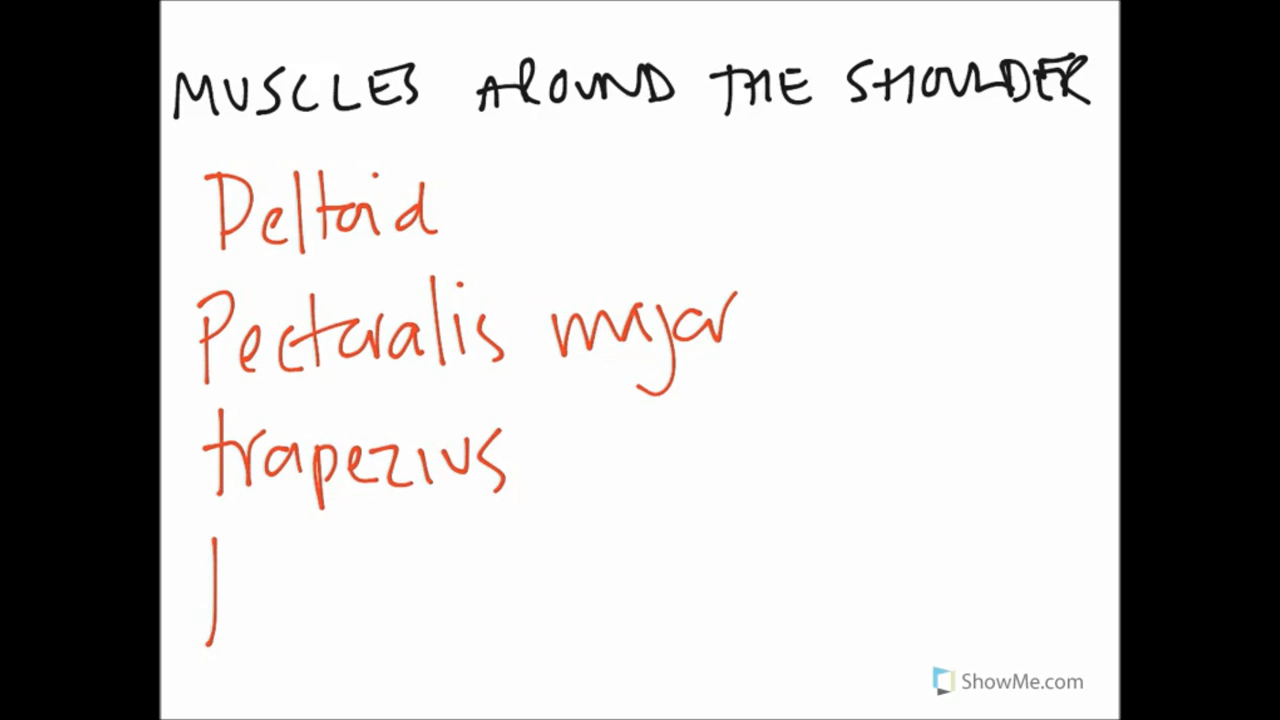 MUSCLES AROUND THE SHOULDER
Deltoid
Pectoralis major
trapezius
ShowMe.com